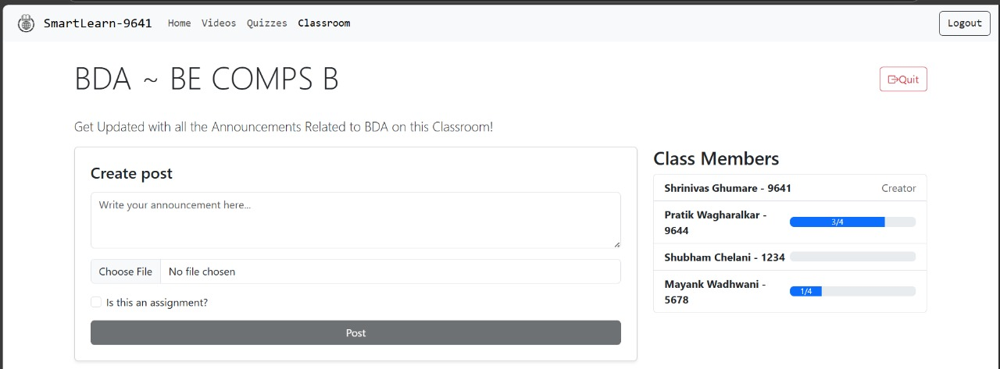 SmartLearn-9641 Home Videos Quizzes Classroom Logout
BDA ~ BE COMPS B
Quit
Get Updated with all the Announcements Related to BDA on this Classroom!
Create post
Write your announcement here...
Choose File No file chosen
Is this an assignment?
Post
Class Members
Shrinivas Ghumare - 9641 Creator
Pratik Wagharalkar -
9644
3/4
Shubham Chelani - 1234
Mayank Wadhwani -
5678
1/4